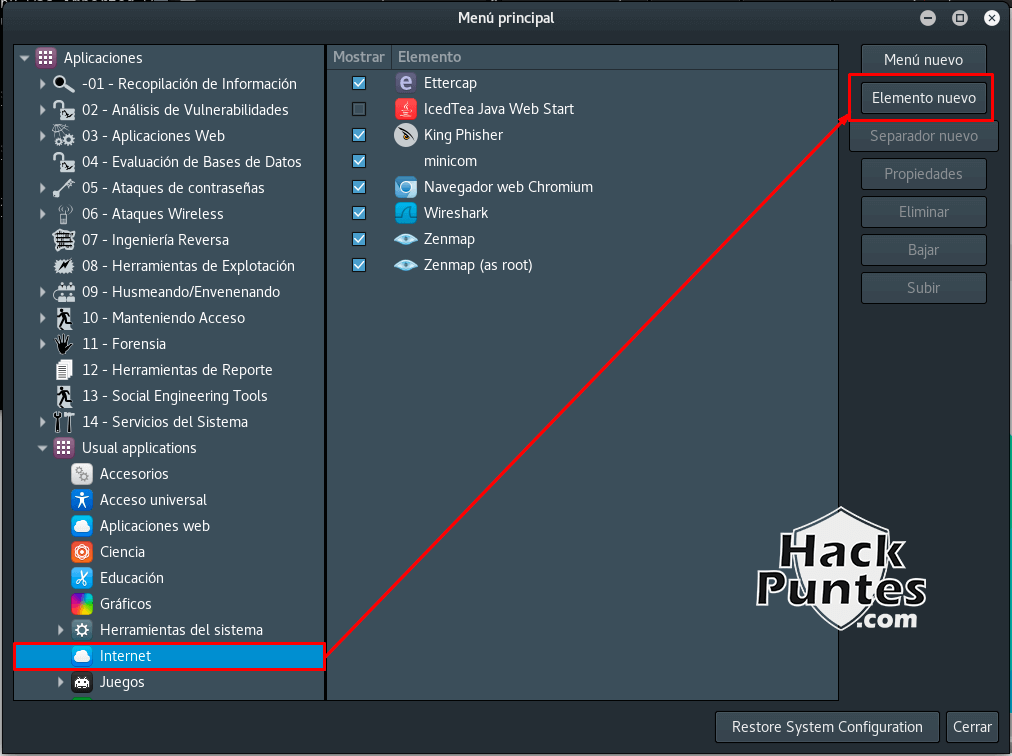 Menú principal
Aplicaciones
-01 - Recopilación de Información
02 - Análisis de Vulnerabilidades
03 - Aplicaciones Web
04 - Evaluación de Bases de Datos
05 - Ataques de contraseñas
06 - Ataques Wireless
07 - Ingeniería Reversa
08 - Herramientas de Explotación
09 - Husmeando/Envenenando
10 - Manteniendo Acceso
11 - Forensia
12 - Herramientas de Reporte
13 - Social Engineering Tools
14 - Servicios del Sistema
Usual applications
Accesorios
Acceso universal
Aplicaciones web
Ciencia
Educación
Gráficos
Herramientas del sistema
Internet
Juegos
Mostrar Elemento
Ettercap
IcedTea Java Web Start
King Phisher
minicom
Navegador web Chromium
Wireshark
Zenmap
Zenmap (as root)
Menú nuevo
Elemento nuevo
Separador nuevo
Propiedades
Eliminar
Bajar
Subir
Hack
Puntes
.com
Restore System Configuration Cerrar